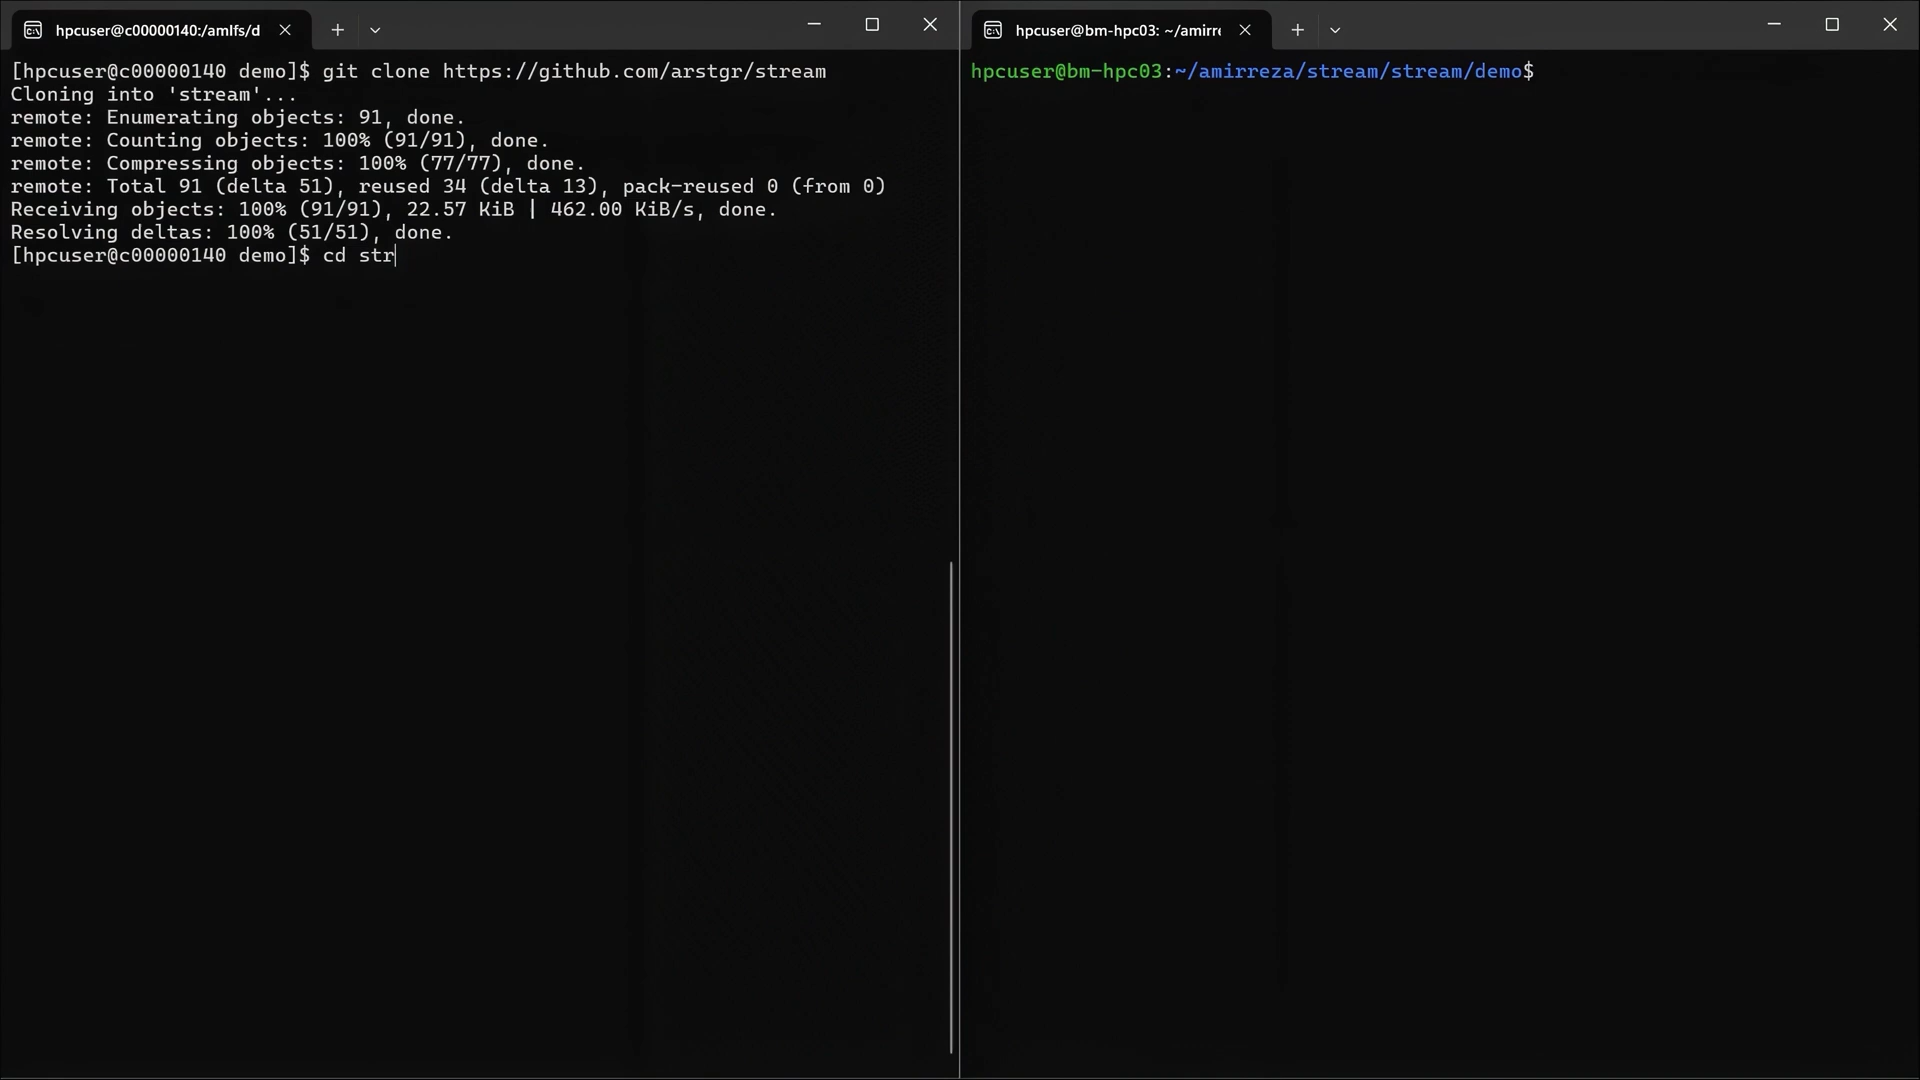 hpcuser@c00000140:/amlfs/d
[hpcuser@c00000140 demo]$ git clone https://github.com/arstgr/stream
Cloning into 'stream'...
remote: Enumerating objects: 91, done.
remote: Counting objects: 100% (91/91), done.
remote: Compressing objects: 100% (77/77), done.
remote: Total 91 (delta 51), reused 34 (delta 13), pack-reused 0 (from 0)
Receiving objects: 100% (91/91), 22.57 KiB | 462.00 KiB/s, done.
Resolving deltas: 100% (51/51), done.
[hpcuser@c00000140 demo]$ cd str
hpcuser@bm-hpc03: ~/amirre
hpcuser@bm-hpc03:~/amirreza/stream/stream/demo$